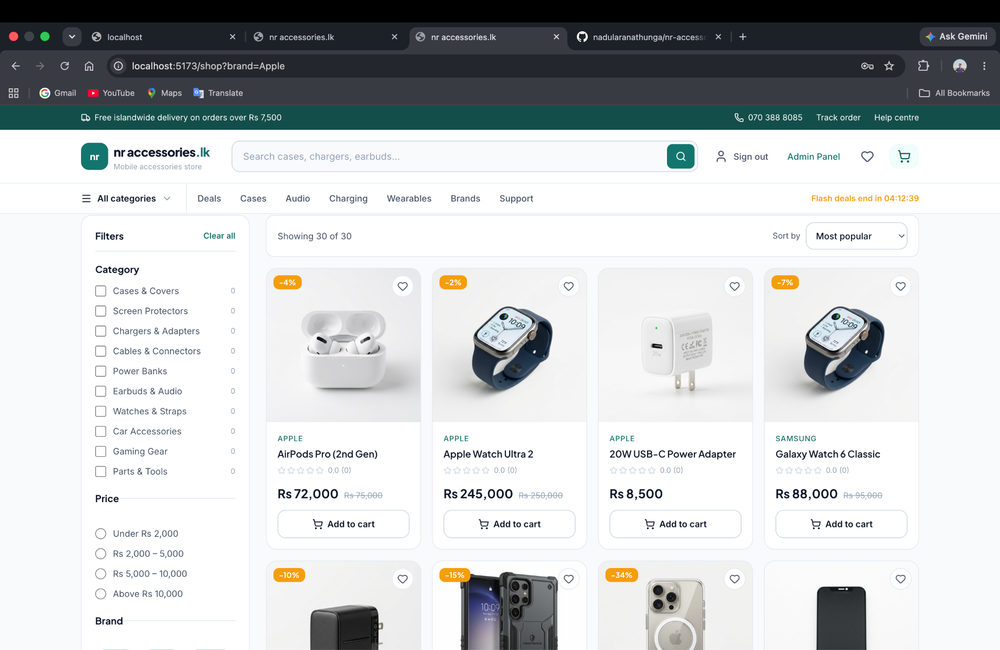 localhost
nr accessories.lk
nr accessories.lk
nadularanathunga/nr-accesso
Ask Gemini
localhost:5173/shop?brand=Apple
Gmail
YouTube
Maps
Translate
All Bookmarks
Free islandwide delivery on orders over Rs 7,500
070 388 8085
Track order
Help centre
nr
nr accessories.lk
Mobile accessories store
Search cases, chargers, earbuds...
Sign out
Admin Panel
All categories
Deals
Cases
Audio
Charging
Wearables
Brands
Support
Flash deals end in 04:12:39
Filters
Clear all
Category
Cases & Covers 0
Screen Protectors 0
Chargers & Adapters 0
Cables & Connectors 0
Power Banks 0
Earbuds & Audio 0
Watches & Straps 0
Car Accessories 0
Gaming Gear 0
Parts & Tools 0
Price
Under Rs 2,000
Rs 2,000 – 5,000
Rs 5,000 – 10,000
Above Rs 10,000
Brand
Showing 30 of 30
Sort by
Most popular
-4%
APPLE
AirPods Pro (2nd Gen)
0.0 (0)
Rs 72,000 Rs 75,000
Add to cart
-2%
10:09
APPLE
Apple Watch Ultra 2
0.0 (0)
Rs 245,000 Rs 250,000
Add to cart
20W
APPLE
20W USB-C Power Adapter
0.0 (0)
Rs 8,500
Add to cart
-7%
10:09
SAMSUNG
Galaxy Watch 6 Classic
0.0 (0)
Rs 88,000 Rs 95,000
Add to cart
-10%
-15%
10:09
-34%